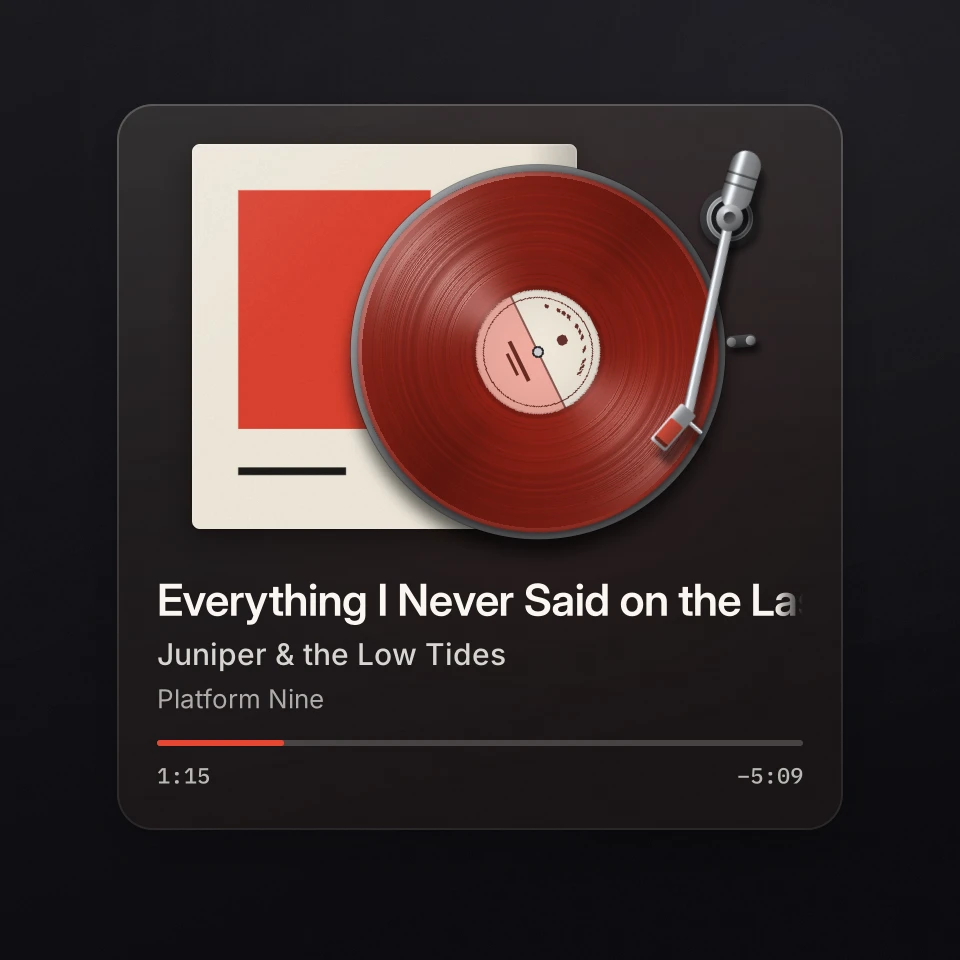 Everything I Never Said on the La
Juniper & the Low Tides
Platform Nine
1:15
−5:09